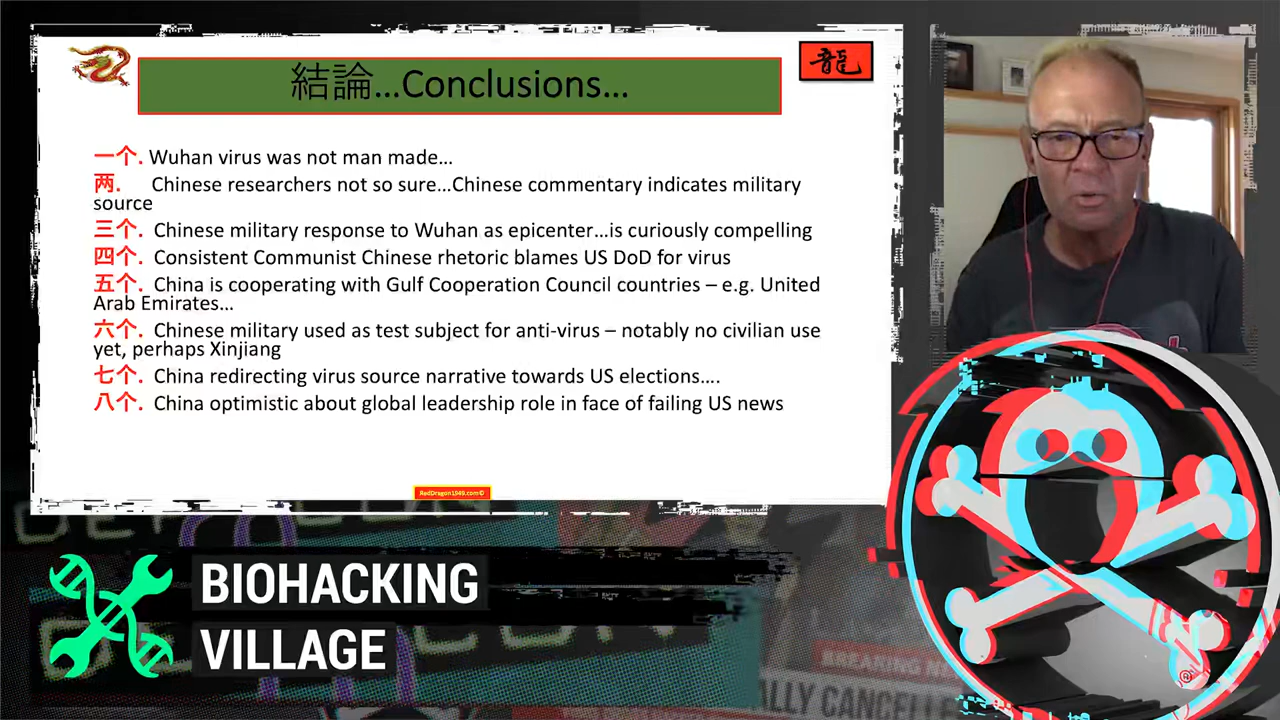 龍
結論...Conclusions...
一个. Wuhan virus was not man made...
两. Chinese researchers not so sure...Chinese commentary indicates military
source
三个. Chinese military response to Wuhan as epicenter...is curiously compelling
四个. Consistent Communist Chinese rhetoric blames US DoD for virus
五个. China is cooperating with Gulf Cooperation Council countries – e.g. United
Arab Emirates...
六个. Chinese military used as test subject for anti-virus – notably no civilian use
yet, perhaps Xinjiang
七个. China redirecting virus source narrative towards US elections....
八个. China optimistic about global leadership role in face of failing US news
RedDragon1949.com©
BIOHACKING
VILLAGE
BREAKING NE
ALLY CANCELLE